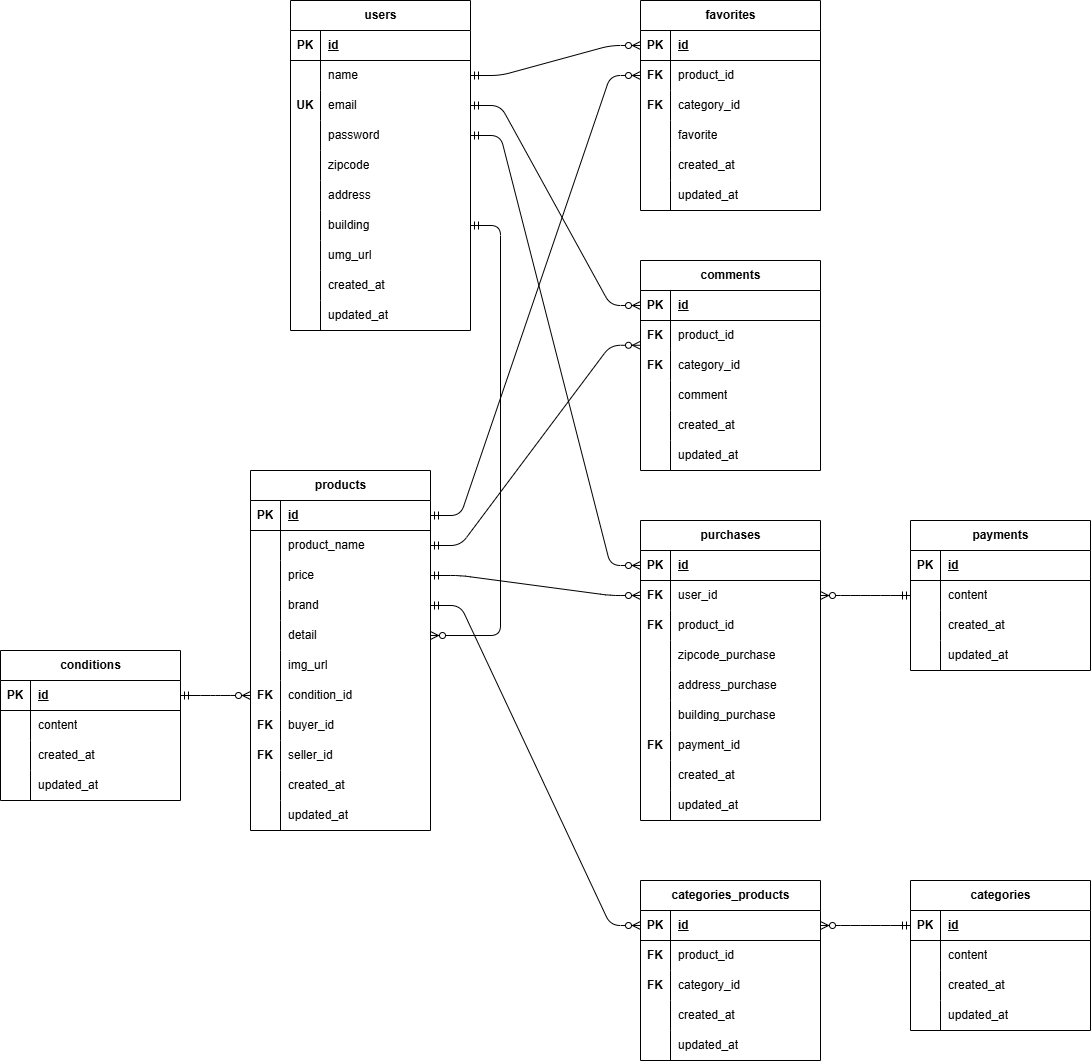 users
PK id
name
UK email
password
zipcode
address
building
umg_url
created_at
updated_at
favorites
PK id
FK product_id
FK category_id
favorite
created_at
updated_at
comments
PK id
FK product_id
FK category_id
comment
created_at
updated_at
products
PK id
product_name
price
brand
detail
img_url
FK condition_id
FK buyer_id
FK seller_id
created_at
updated_at
purchases
PK id
FK user_id
FK product_id
zipcode_purchase
address_purchase
building_purchase
FK payment_id
created_at
updated_at
payments
PK id
content
created_at
updated_at
conditions
PK id
content
created_at
updated_at
categories_products
PK id
FK product_id
FK category_id
created_at
updated_at
categories
PK id
content
created_at
updated_at